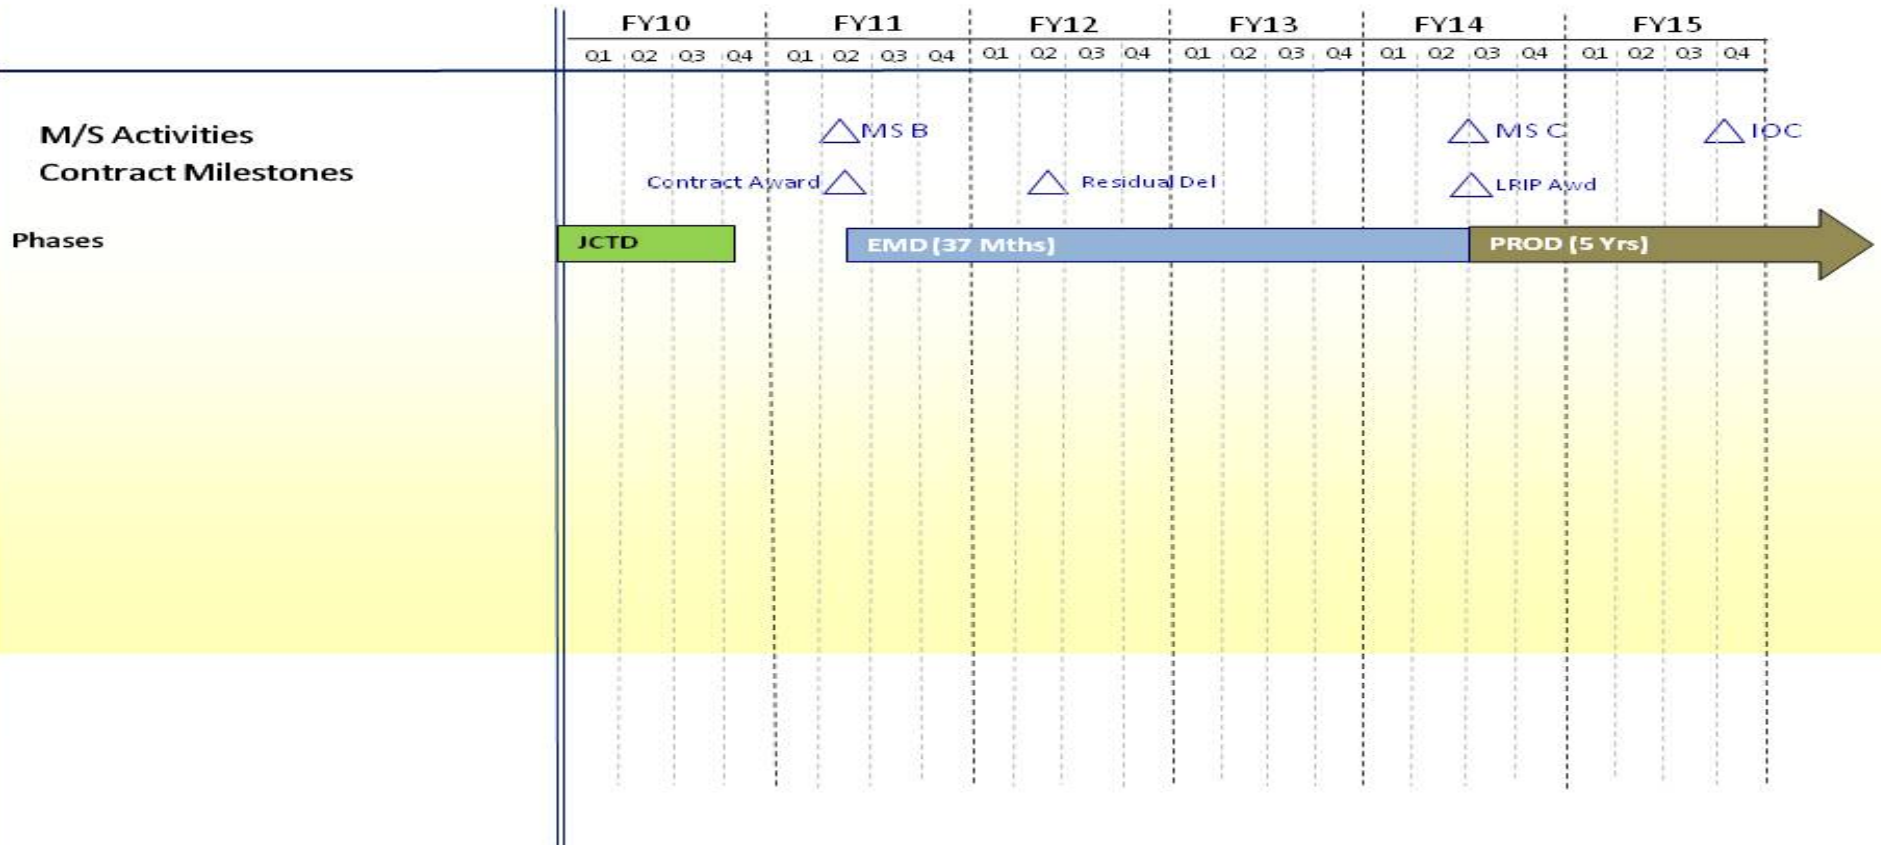 FY10 FY11 FY12 FY13 FY14 FY15
Q1 Q2 Q3 Q4 Q1 Q2 Q3 Q4 Q1 Q2 Q3 Q4 Q1 Q2 Q3 Q4 Q1 Q2 Q3 Q4 Q1 Q2 Q3 Q4
M/S Activities MS B MS C IOC
Contract Milestones Contract Award Residual Del LRIP Awd
Phases JCTD EMD (37 Mths) PROD (5 Yrs)